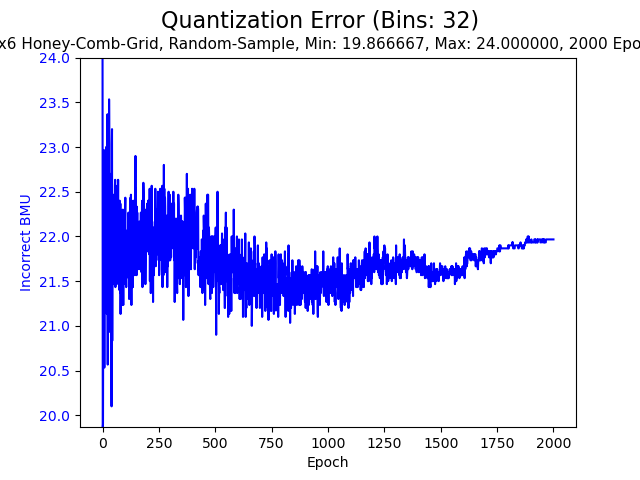 Quantization Error (Bins: 32)
x6 Honey-Comb-Grid, Random-Sample, Min: 19.866667, Max: 24.000000, 2000 Epo
24.0
23.5
23.0
22.5
22.0
21.5
21.0
20.5
20.0
Incorrect BMU
0 250 500 750 1000 1250 1500 1750 2000
Epoch